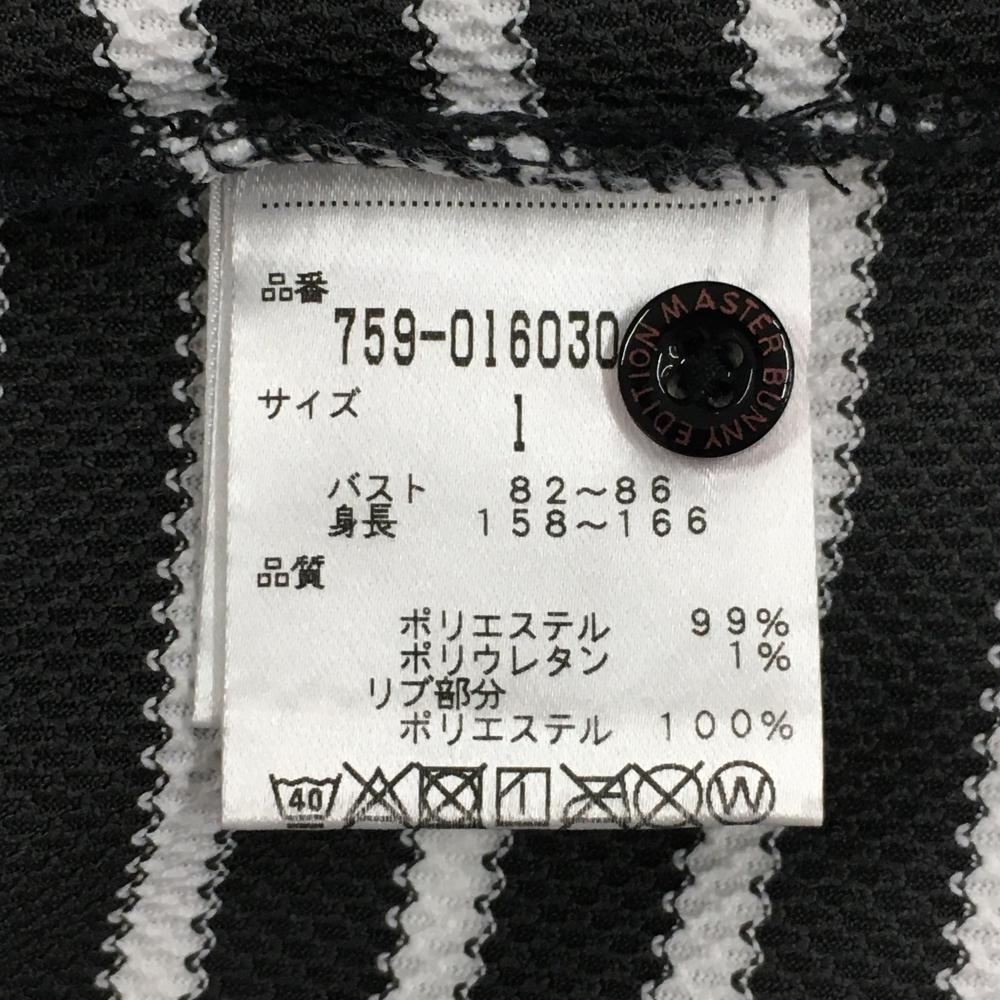 品番
759-016030
MASTER BUNNY EDITION
サイズ
1
バスト 82~86
身長 158~166
品質
ポリエステル 99%
ポリウレタン 1%
リブ部分
ポリエステル 100%
40 W